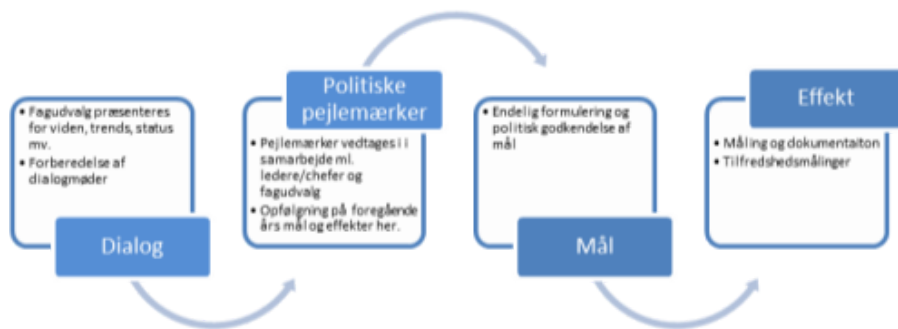 • Fagudvalg præsenteres
for viden, trends, status
mv.
• Forberedelse af
dialogmøder
Dialog
Politiske
pejlemærker
• Pejlemærker vedtages i i
samarbejde ml.
ledere/chefer og
fagudvalg
• Opfølgning på foregående
års mål og effekter her.
• Endelig formulering og
politisk godkendelse af
mål
Mål
Effekt
• Måling og dokumentaiton
• Tilfredshedsmålinger